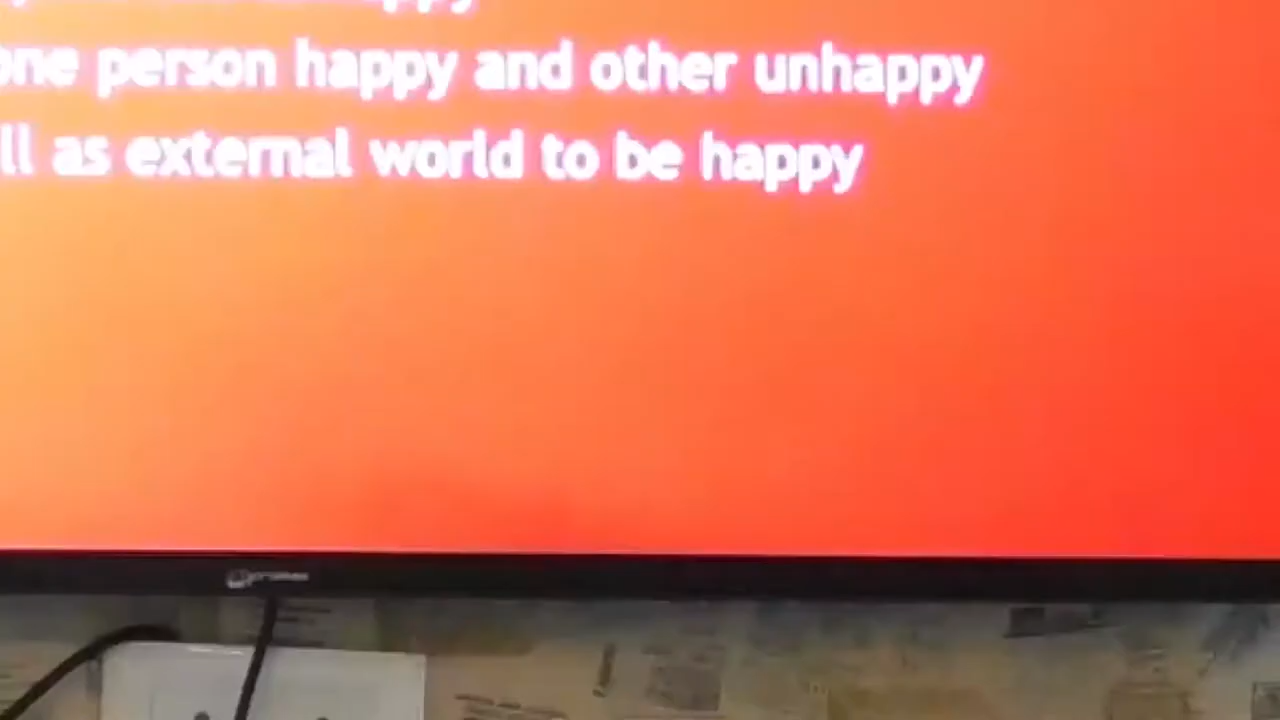 one person happy and other unhappy
ll as external world to be happy